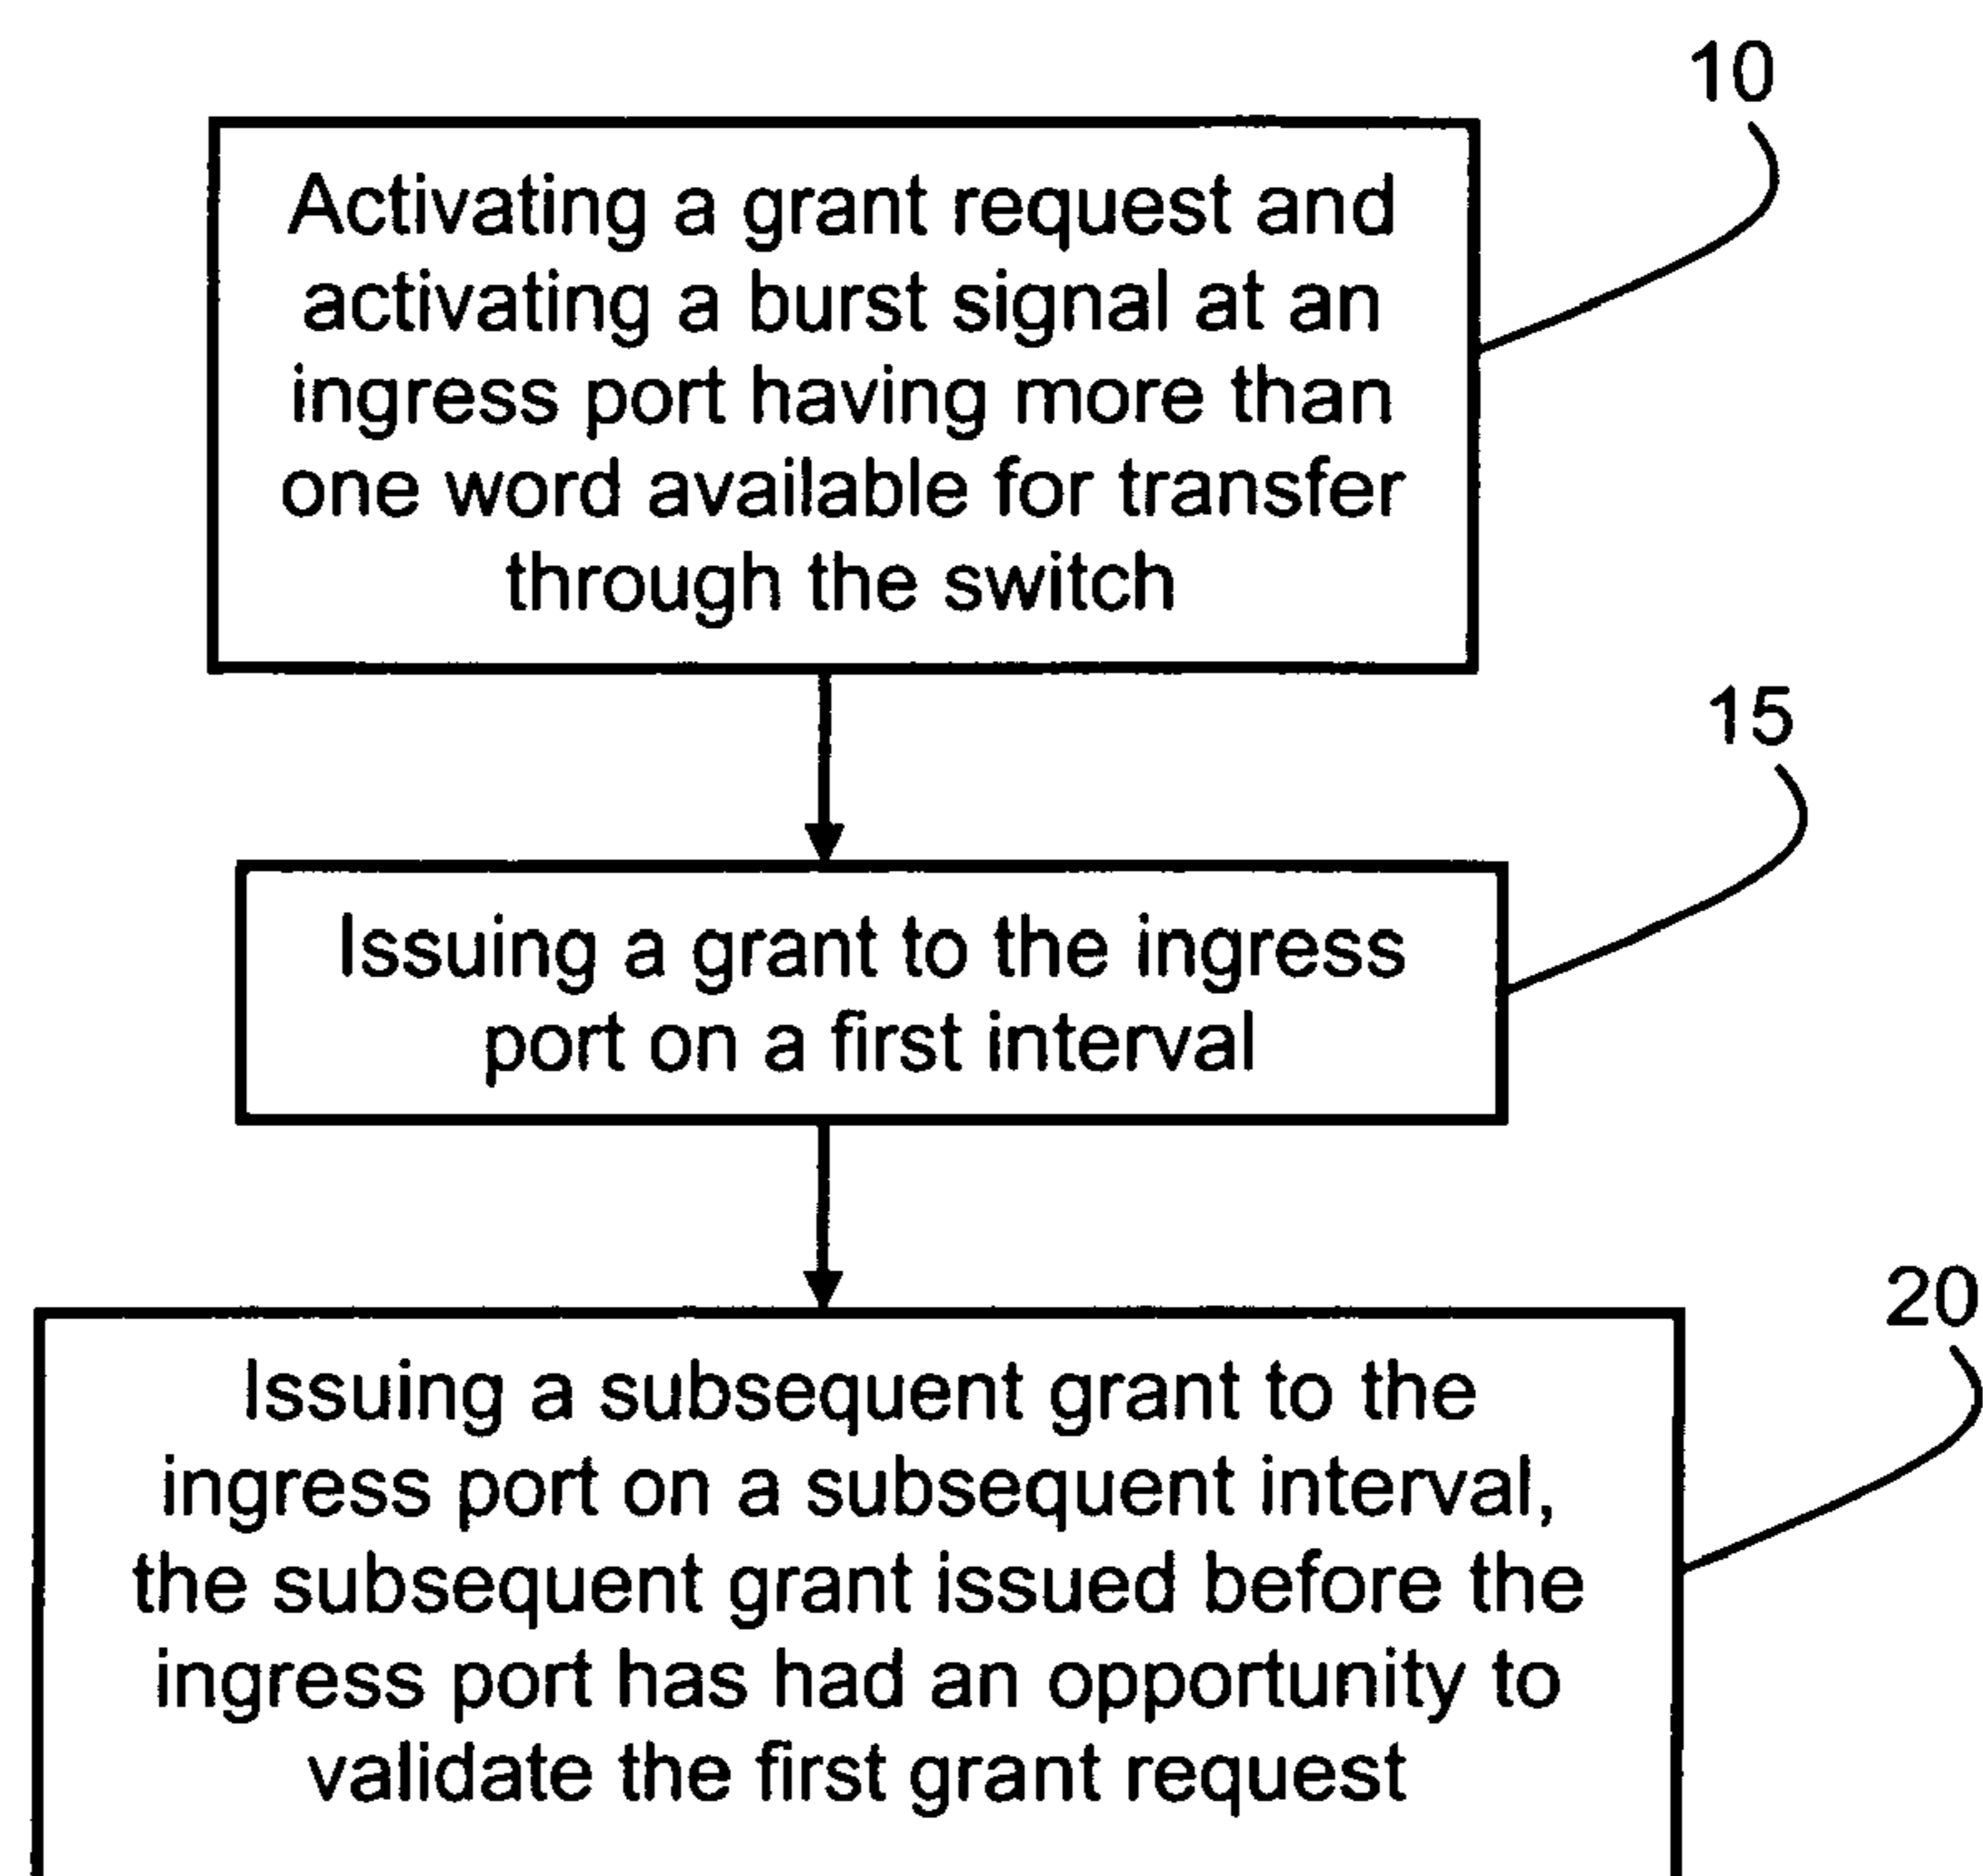 10
Activating a grant request and
activating a burst signal at an
ingress port having more than
one word available for transfer
through the switch
15
Issuing a grant to the ingress
port on a first interval
20
Issuing a subsequent grant to the
ingress port on a subsequent interval,
the subsequent grant issued before the
ingress port has had an opportunity to
validate the first grant request